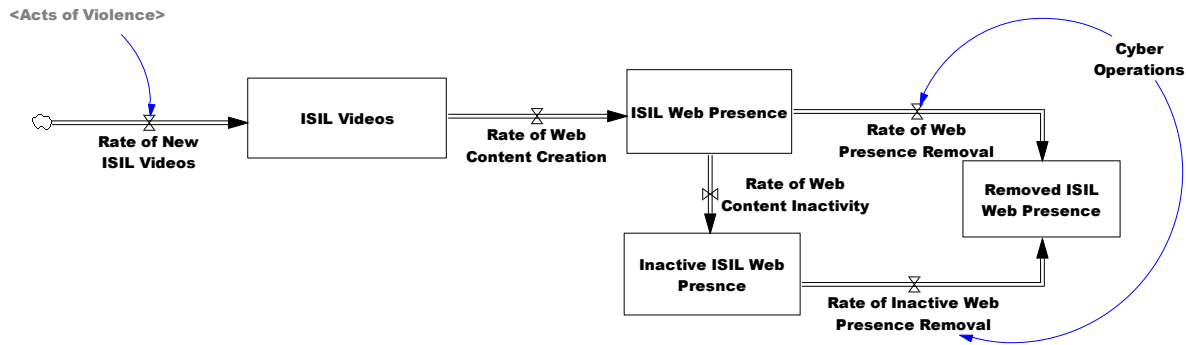 <Acts of Violence>
Cyber
Operations
ISIL Videos
ISIL Web Presence
Rate of New
ISIL Videos
Rate of Web
Content Creation
Rate of Web
Presence Removal
Rate of Web
Content Inactivity
Removed ISIL
Web Presence
Inactive ISIL Web
Presnce
Rate of Inactive Web
Presence Removal